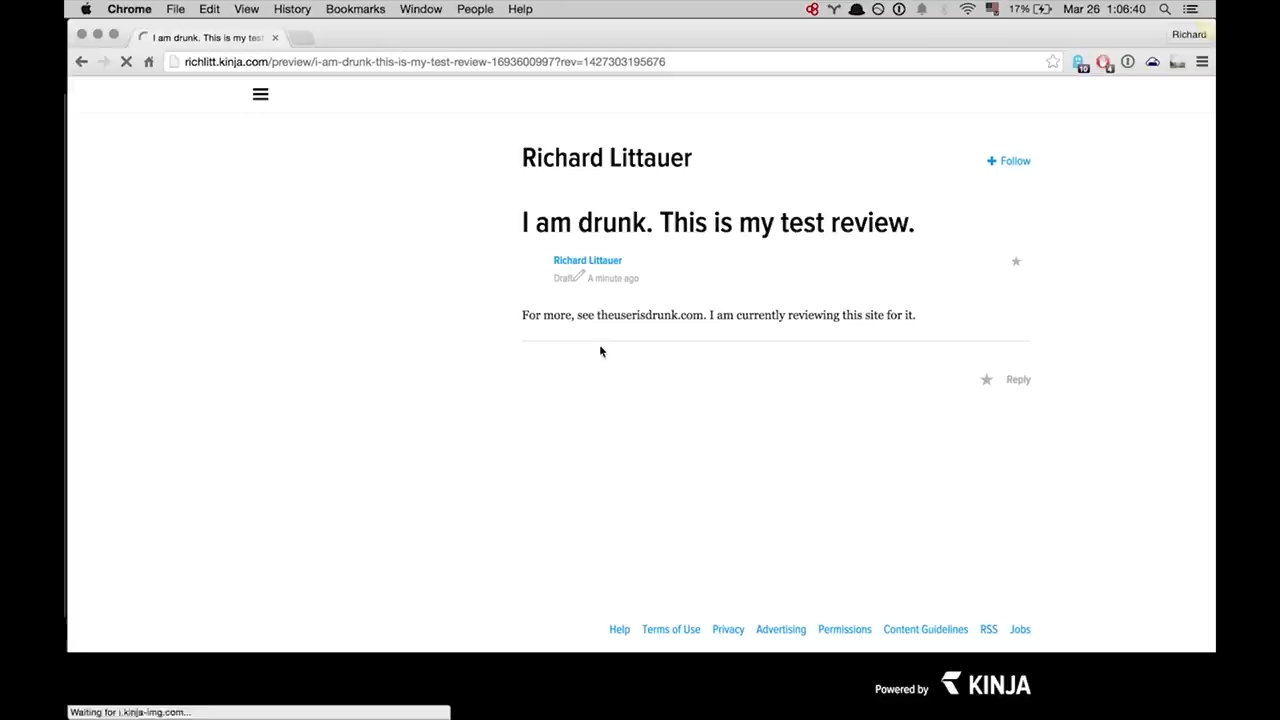 Chrome File Edit View History Bookmarks Window People Help 17% Mar 26 1:06:40
I am drunk. This is my test Richard
richlitt.kinja.com/preview/i-am-drunk-this-is-my-test-review-1693600997?rev=1427303195676 10 4
Richard Littauer
Follow
I am drunk. This is my test review.
Richard Littauer
Draft A minute ago
For more, see theuserisdrunk.com. I am currently reviewing this site for it.
Reply
Help Terms of Use Privacy Advertising Permissions Content Guidelines RSS Jobs
Powered by KINJA
Waiting for i.kinja-img.com...